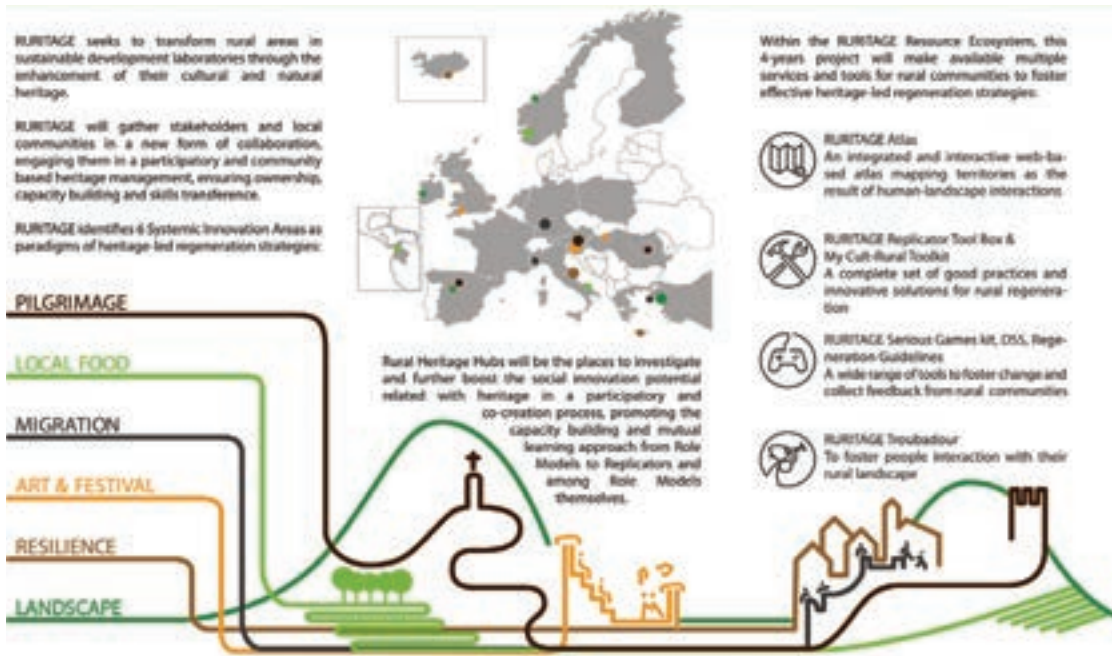 RURITAGE seeks to transform rural areas in
sustainable development laboratories through the
enhancement of their cultural and natural
heritage.
RURITAGE will gather stakeholders and local
communities in a new form of collaboration,
engaging them in a participatory and community
based heritage management, ensuring ownership,
capacity building and skills transference.
RURITAGE identifies 6 Systemic Innovation Areas as
paradigms of heritage-led regeneration strategies:
PILGRIMAGE
LOCAL FOOD
MIGRATION
ART & FESTIVAL
RESILIENCE
LANDSCAPE
Rural Heritage Hubs will be the places to investigate
and further boost the social innovation potential
related with heritage in a participatory and
co-creation process, promoting the
capacity building and mutual
learning approach from Role
Models to Replicators and
among Role Models
themselves.
Within the RURITAGE Resource Ecosystem, this
4-years project will make available multiple
services and tools for rural communities to foster
effective heritage-led regeneration strategies:
RURITAGE Atlas
An integrated and interactive web-ba-
sed atlas mapping territories as the
result of human-landscape interactions
RURITAGE Replicator Tool Box &
My Cult-Rural Toolkit
A complete set of good practices and
innovative solutions for rural regenera-
tion
RURITAGE Serious Games kit, DSS, Rege-
neration Guidelines
A wide range of tools to foster change and
collect feedback from rural communities
RURITAGE Troubadour
To foster people interaction with their
rural landscape